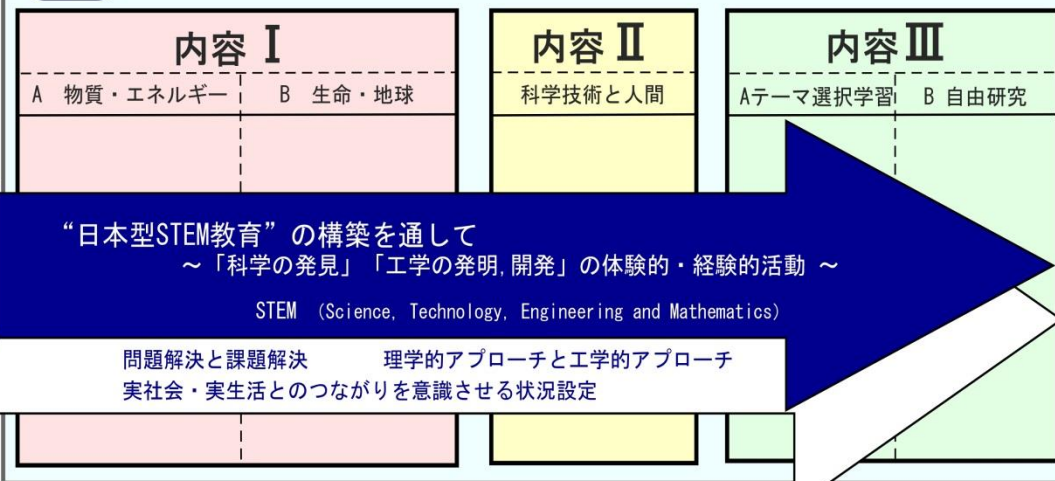 内容 Ⅰ
A 物質・エネルギー
B 生命・地球
内容 Ⅱ
科学技術と人間
内容Ⅲ
Aテーマ選択学習
B 自由研究
“日本型STEM教育”の構築を通して
～「科学の発見」「工学の発明,開発」の体験的・経験的活動 ～
STEM （Science, Technology, Engineering and Mathematics）
問題解決と課題解決　　理学的アプローチと工学的アプローチ
実社会・実生活とのつながりを意識させる状況設定